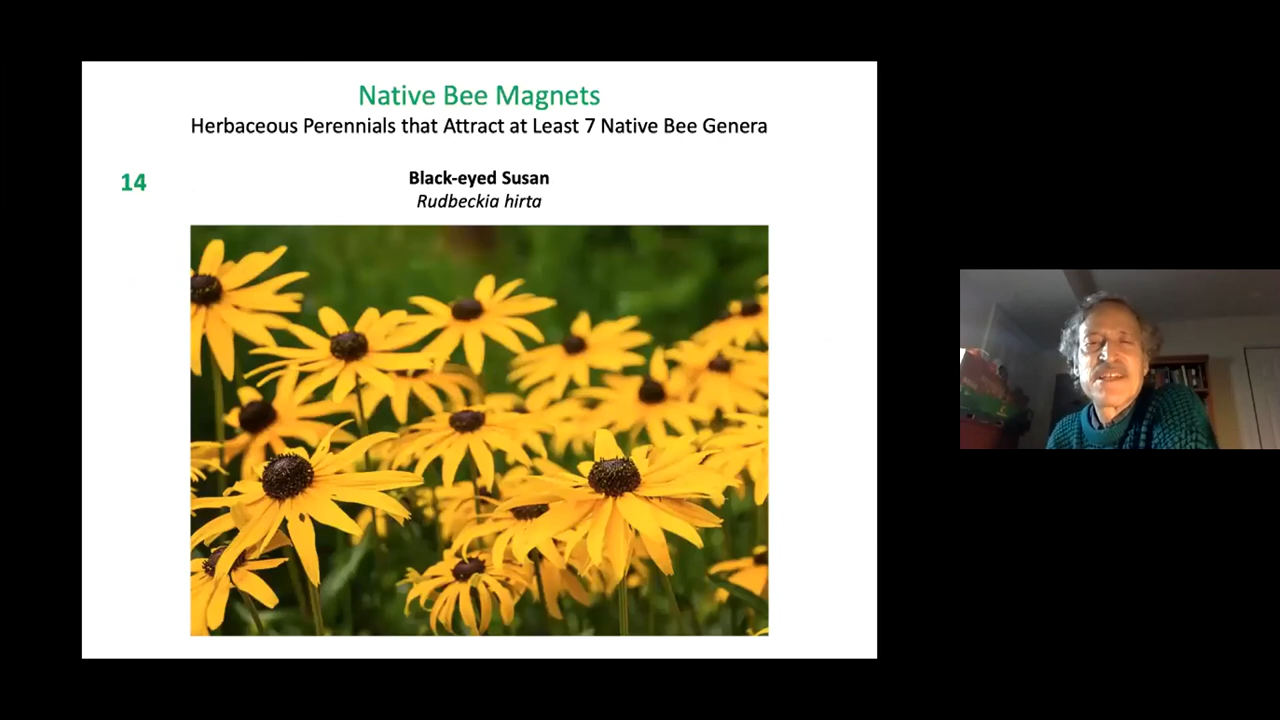 Native Bee Magnets
Herbaceous Perennials that Attract at Least 7 Native Bee Genera
14
Black-eyed Susan
Rudbeckia hirta